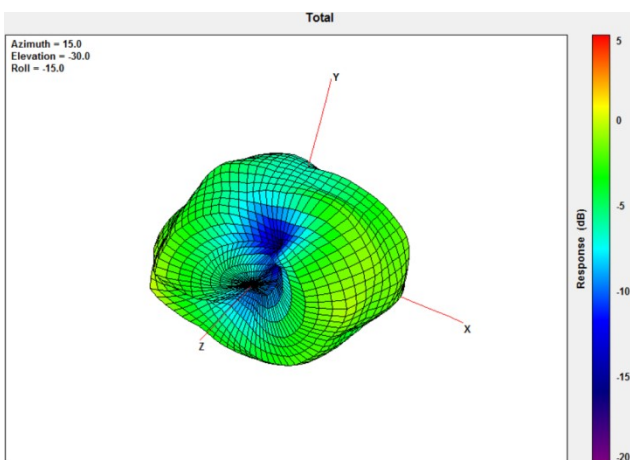 Total
Azimuth = 15.0
Elevation = -30.0
Roll = -15.0
Y
X
Z
5
0
-5
-10
-15
-20
Response (dB)